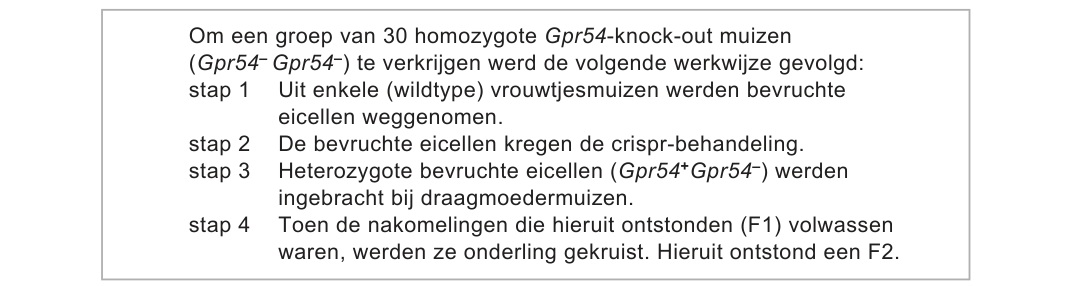 Om een groep van 30 homozygote Gpr54-knock-out muizen
(Gpr54⁻ Gpr54⁻) te verkrijgen werd de volgende werkwijze gevolgd:
stap 1 Uit enkele (wildtype) vrouwtjesmuizen werden bevruchte
eicellen weggenomen.
stap 2 De bevruchte eicellen kregen de crispr-behandeling.
stap 3 Heterozygote bevruchte eicellen (Gpr54⁺Gpr54⁻) werden
ingebracht bij draagmoedermuizen.
stap 4 Toen de nakomelingen die hieruit ontstonden (F1) volwassen
waren, werden ze onderling gekruist. Hieruit ontstond een F2.